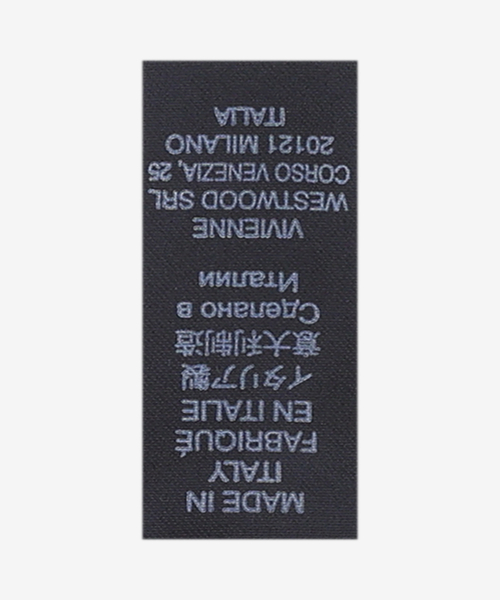 MADE IN
ITALY
FABRIQUÉ
EN ITALIE
イタリア製
意大利制造
Сделано в
Италии
VIVIENNE
WESTWOOD SRL
CORSO VENEZIA, 25
20121 MILANO
ITALIA